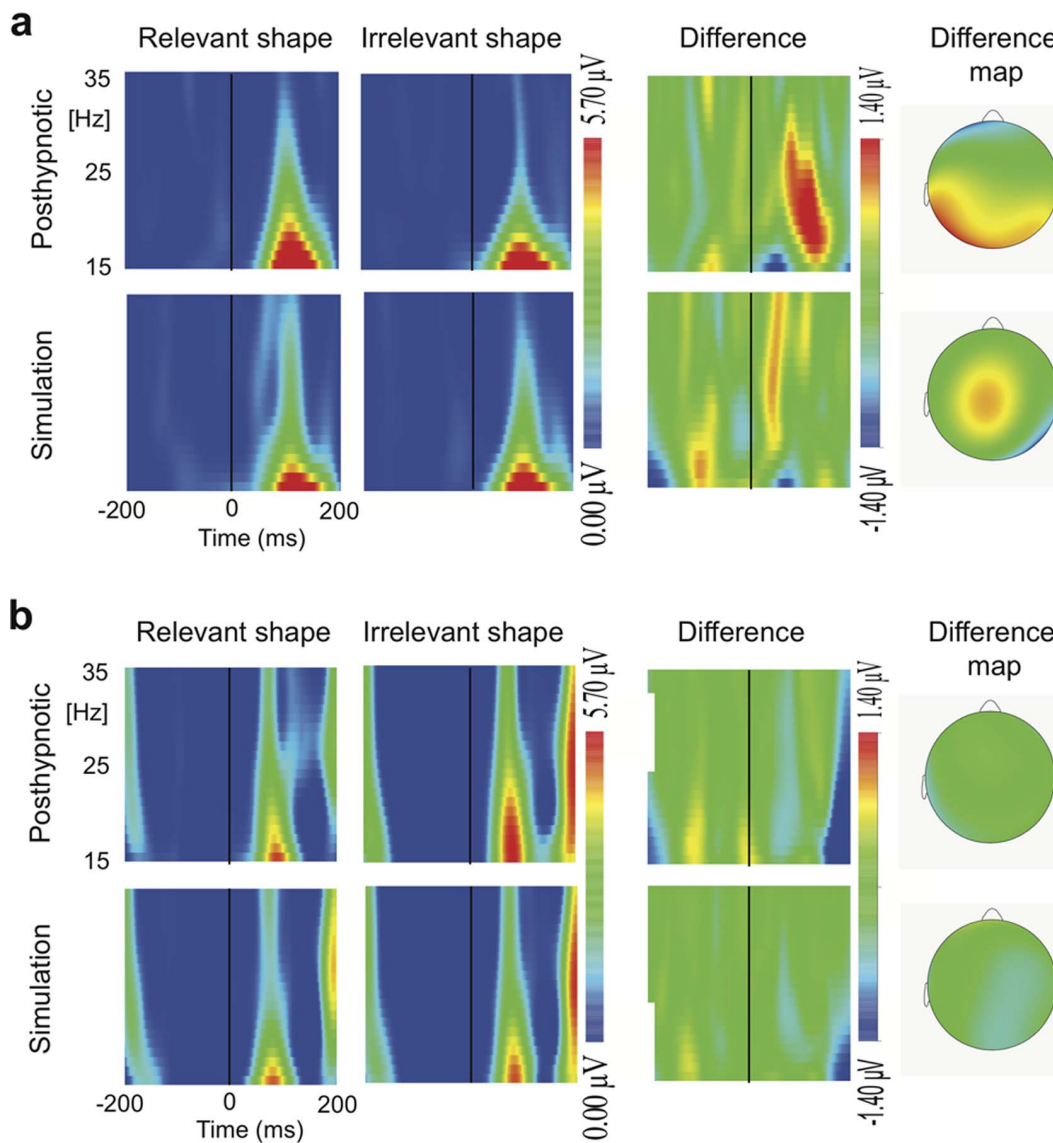 a
Relevant shape
Irrelevant shape
Difference
Difference
map
Posthypnotic
35
[Hz]
25
15
5.70 µV
1.40 µV
Simulation
0.00 µV
-1.40 µV
-200
0
200
Time (ms)
b
Relevant shape
Irrelevant shape
Difference
Difference
map
Posthypnotic
35
[Hz]
25
15
5.70 µV
1.40 µV
Simulation
0.00 µV
-1.40 µV
-200
0
200
Time (ms)